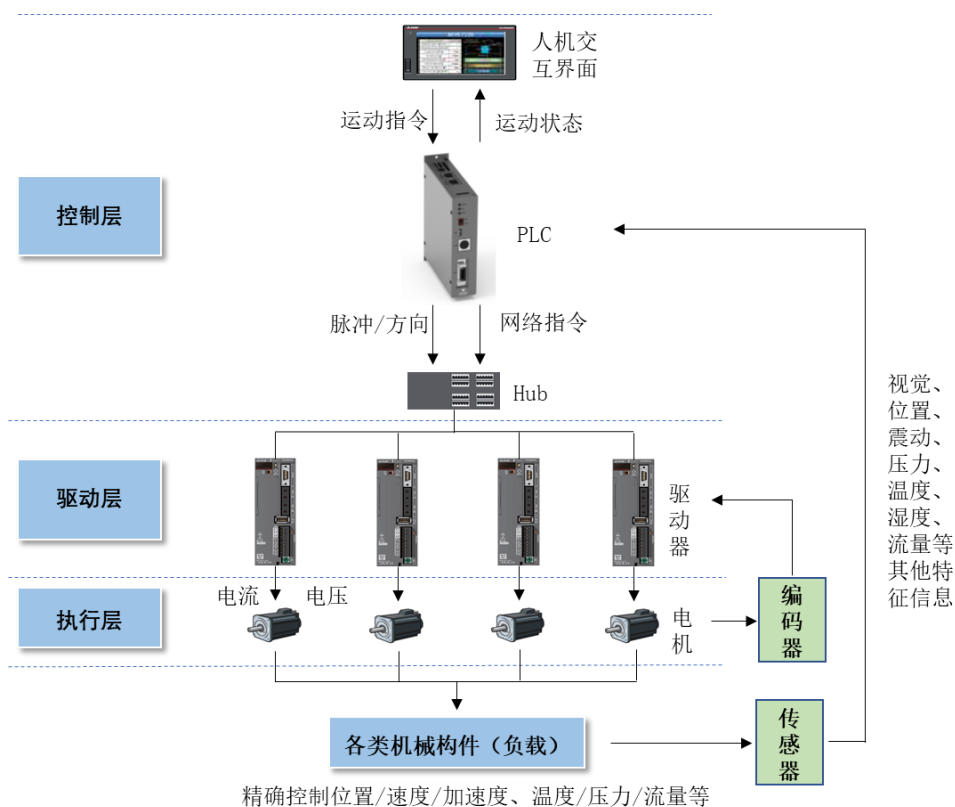 人机交
互界面
运动指令
运动状态
控制层
PLC
脉冲/方向
网络指令
Hub
视觉、
位置、
震动、
压力、
温度、
湿度、
流量等
其他特
征信息
驱动层
驱
动
器
电流
电压
执行层
电
机
编
码
器
各类机械构件（负载）
传
感
器
精确控制位置/速度/加速度、温度/压力/流量等